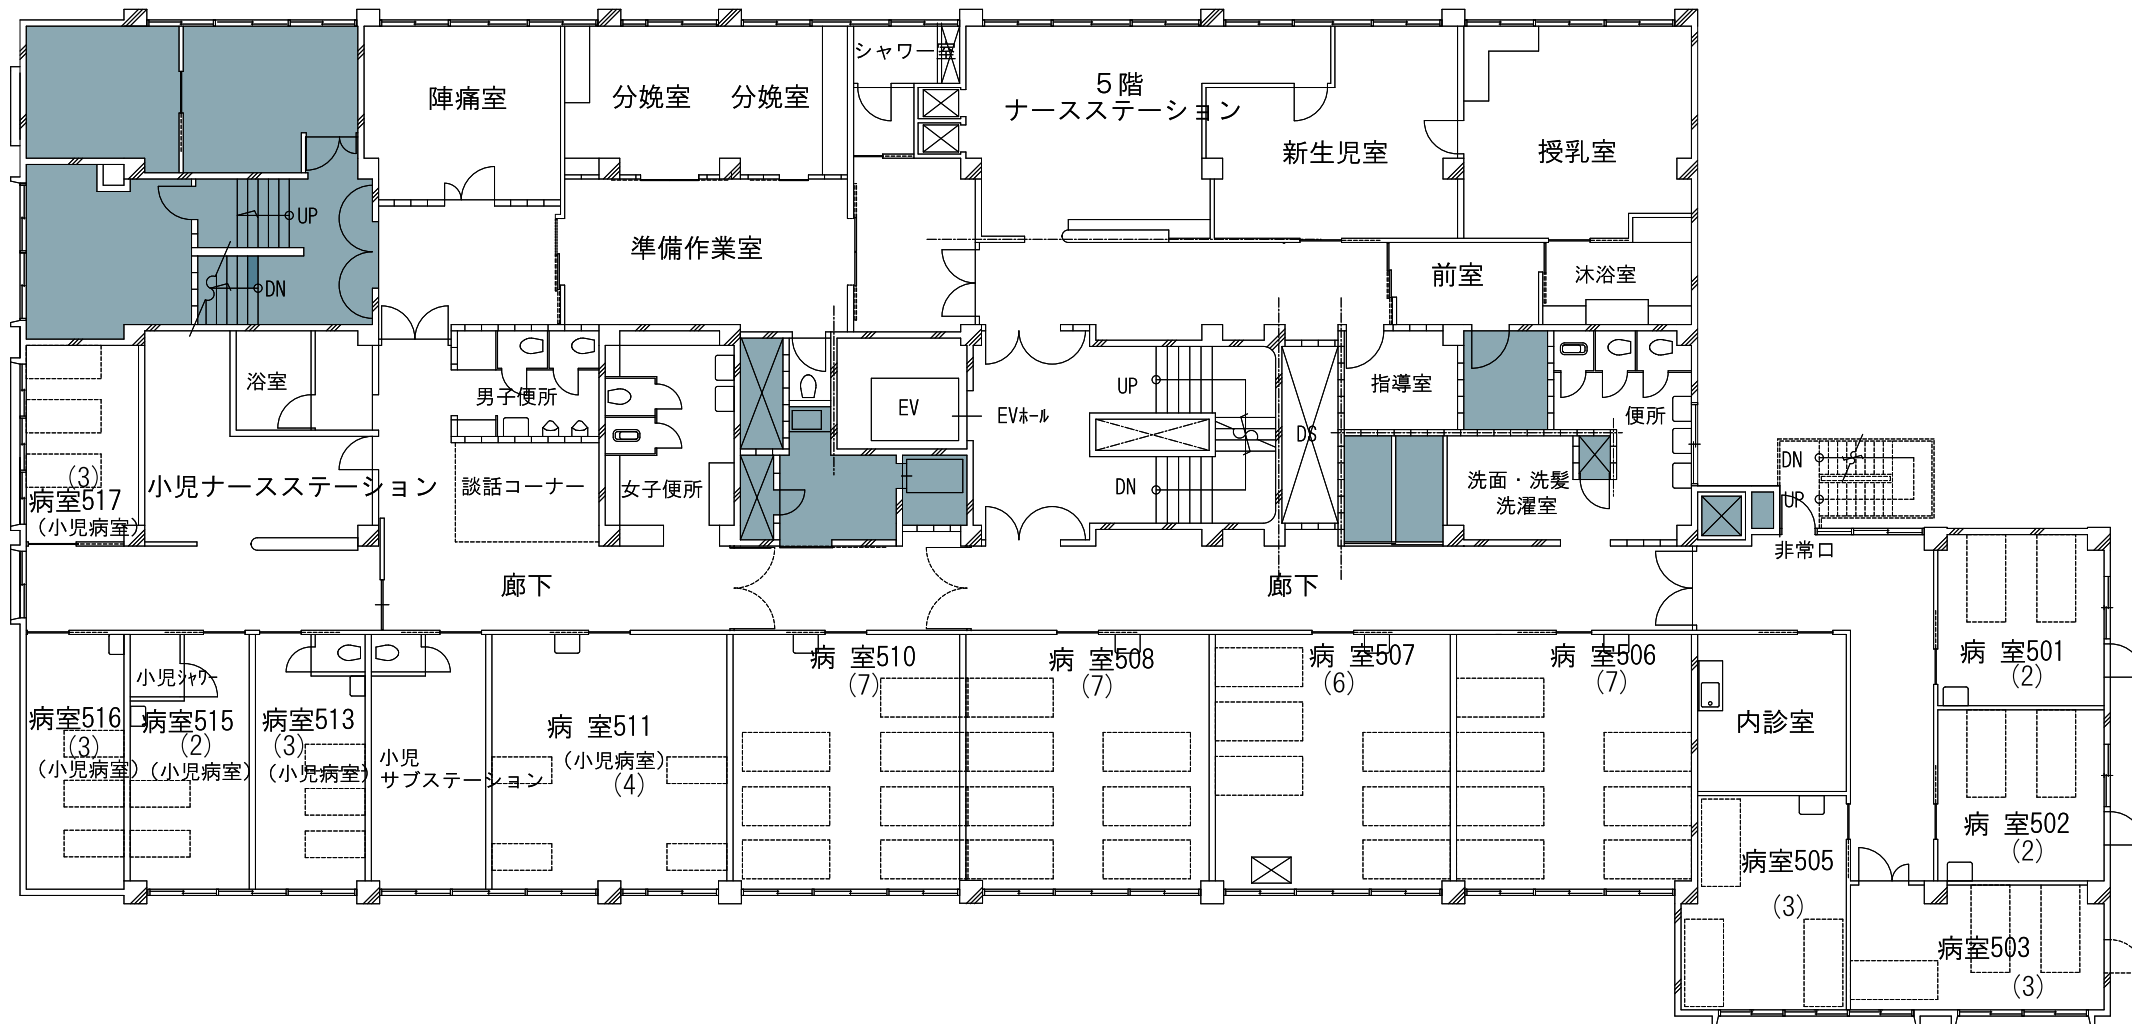 シャワー室
陣痛室
分娩室
分娩室
5階
ナースステーション
新生児室
授乳室
UP
DN
準備作業室
前室
沐浴室
浴室
男子便所
EV
EVホール
UP
DN
DS
指導室
便所
病室517
(3)
(小児病室)
小児ナースステーション
談話コーナー
女子便所
洗面・洗髪
洗濯室
DN
UP
非常口
廊下
廊下
病室516
(3)
(小児病室)
小児シャワー
病室515
(2)
(小児病室)
病室513
(3)
(小児病室)
小児
サブステーション
病 室511
(小児病室)
(4)
病 室510
(7)
病 室508
(7)
病 室507
(6)
病 室506
(7)
内診室
病 室501
(2)
病 室502
(2)
病室505
(3)
病室503
(3)